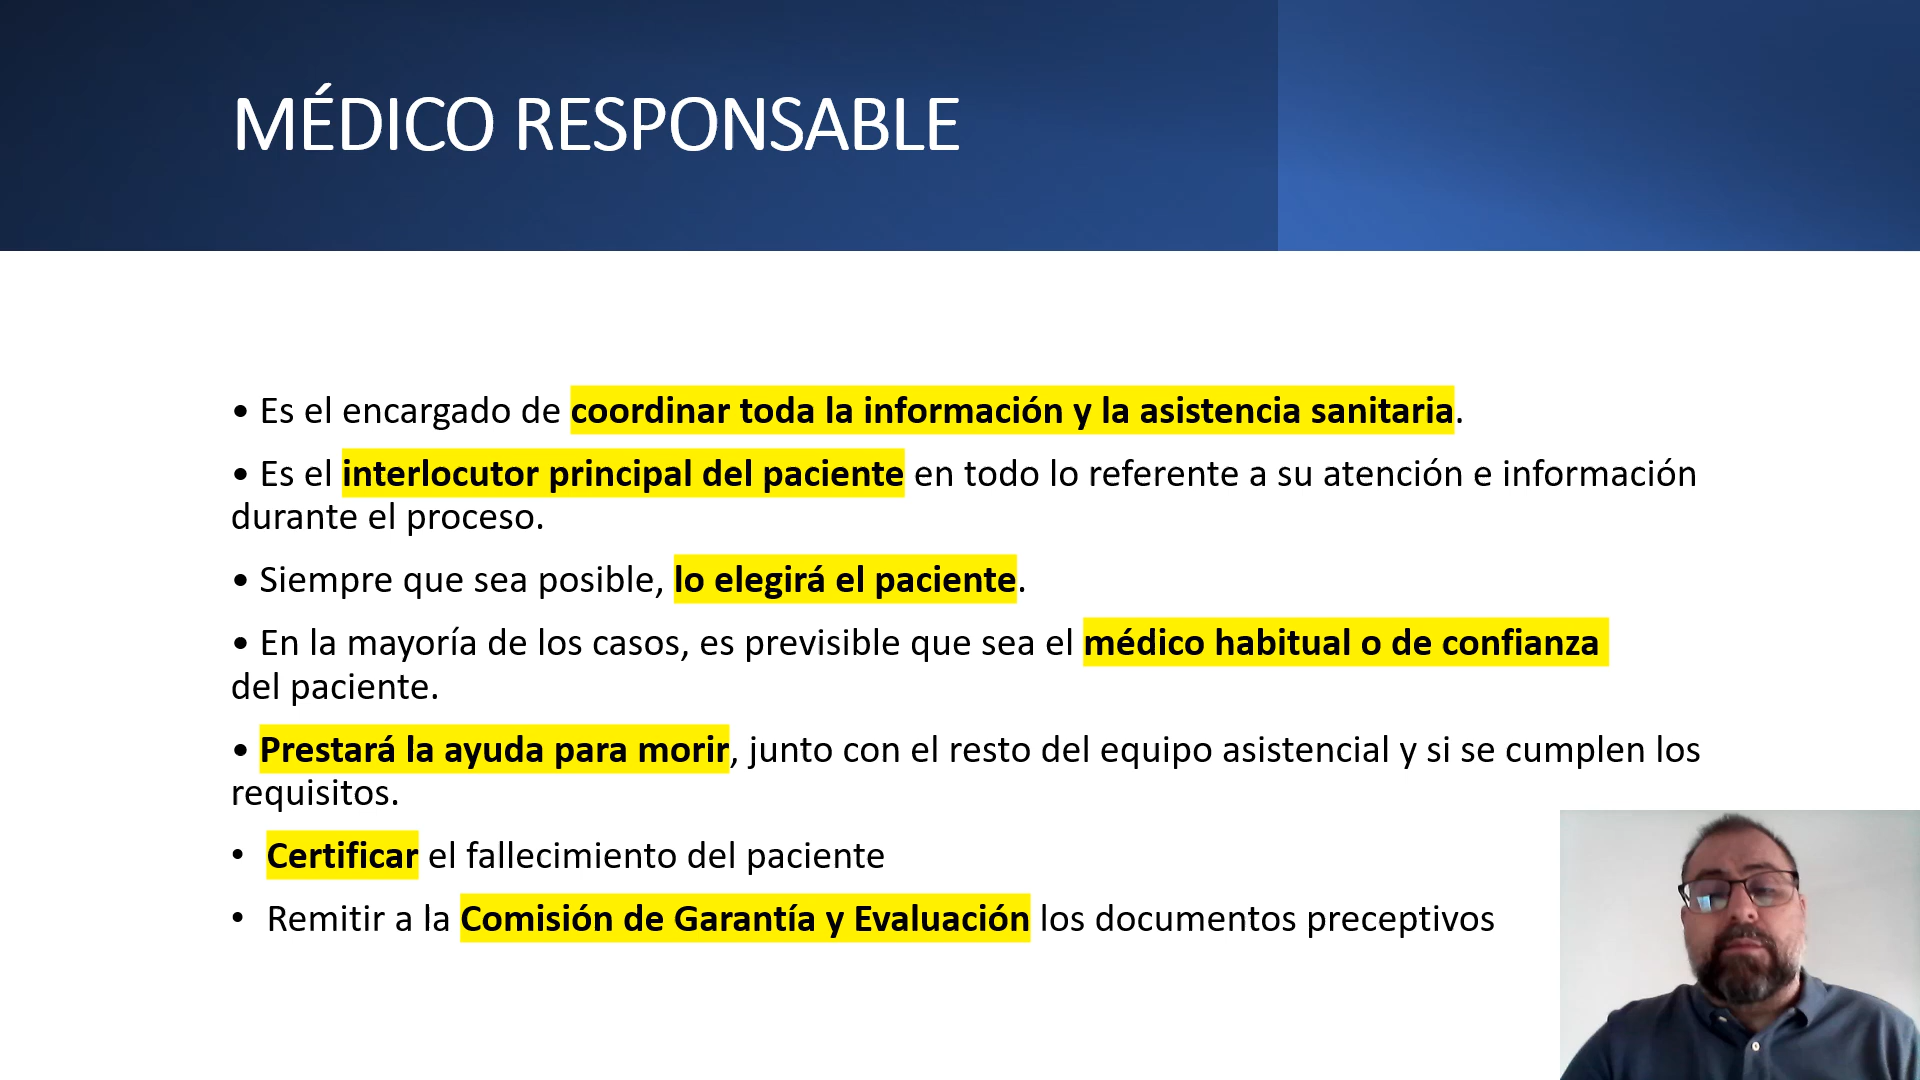 MÉDICO RESPONSABLE
• Es el encargado de coordinar toda la información y la asistencia sanitaria.
• Es el interlocutor principal del paciente en todo lo referente a su atención e información
durante el proceso.
• Siempre que sea posible, lo elegirá el paciente.
• En la mayoría de los casos, es previsible que sea el médico habitual o de confianza
del paciente.
• Prestará la ayuda para morir, junto con el resto del equipo asistencial y si se cumplen los
requisitos.
• Certificar el fallecimiento del paciente
• Remitir a la Comisión de Garantía y Evaluación los documentos preceptivos